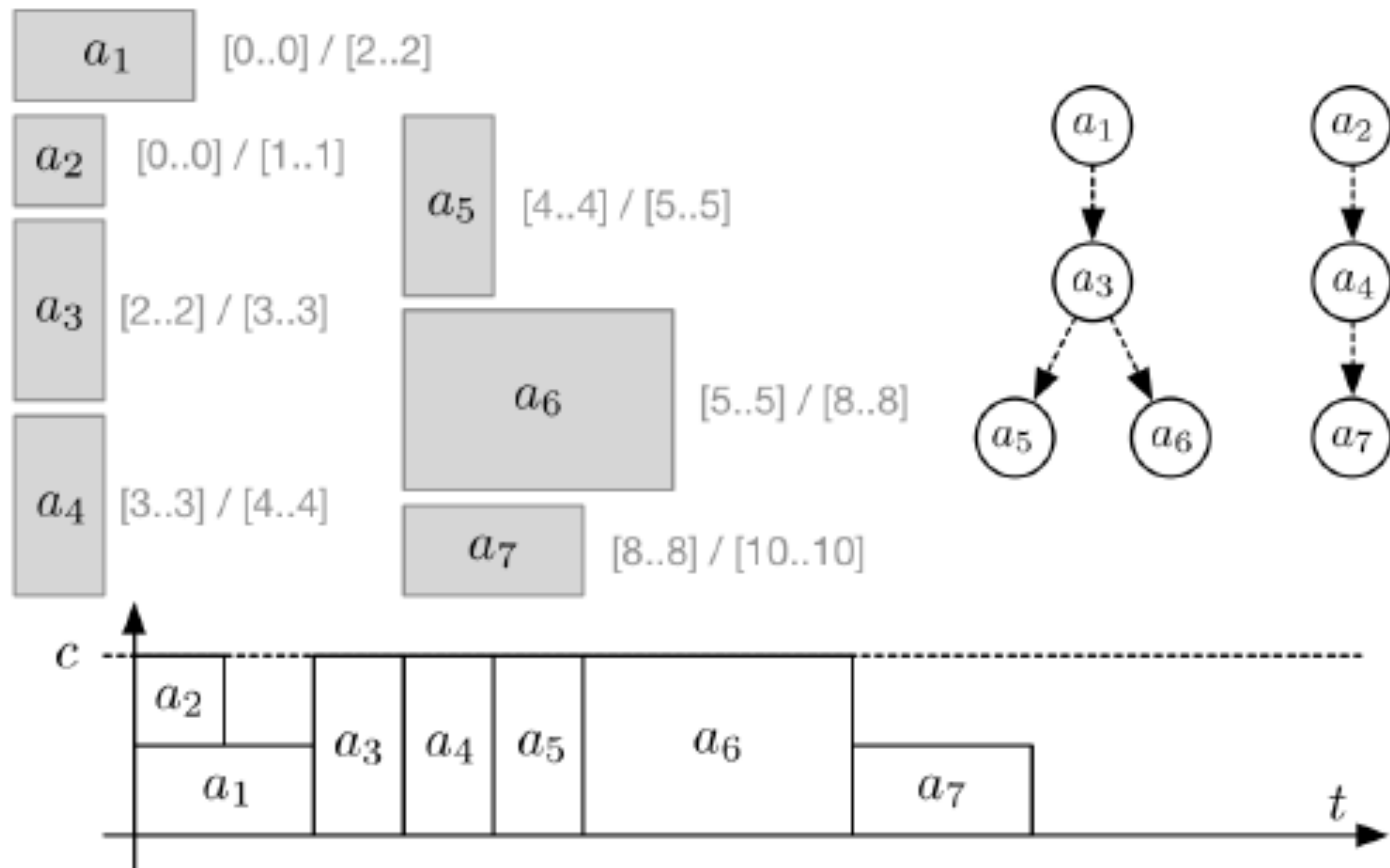 a₁ [0..0] / [2..2]
a₂ [0..0] / [1..1]
a₃ [2..2] / [3..3]
a₄ [3..3] / [4..4]
a₅ [4..4] / [5..5]
a₆ [5..5] / [8..8]
a₇ [8..8] / [10..10]
a₁ a₂
a₃ a₄
a₅ a₆ a₇
c
a₂
a₃ a₄ a₅ a₆
a₁ a₇
t